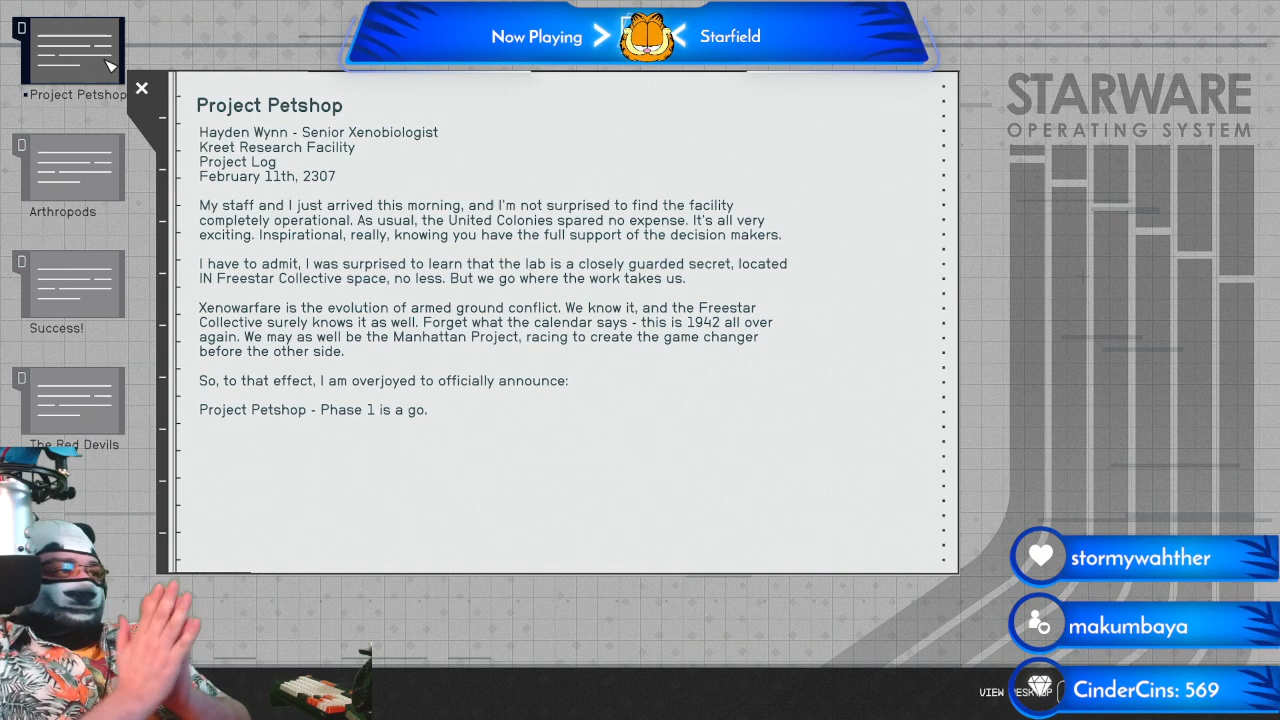 Now Playing
Starfield
Project Petshop
Arthropods
Success!
The Red Devils
Project Petshop
Hayden Wynn - Senior Xenobiologist
Kreet Research Facility
Project Log
February 11th, 2307
My staff and I just arrived this morning, and I'm not surprised to find the facility
completely operational. As usual, the United Colonies spared no expense. It's all very
exciting. Inspirational, really, knowing you have the full support of the decision makers.
I have to admit, I was surprised to learn that the lab is a closely guarded secret, located
IN Freestar Collective space, no less. But we go where the work takes us.
Xenowarfare is the evolution of armed ground conflict. We know it, and the Freestar
Collective surely knows it as well. Forget what the calendar says - this is 1942 all over
again. We may as well be the Manhattan Project, racing to create the game changer
before the other side.
So, to that effect, I am overjoyed to officially announce:
Project Petshop - Phase 1 is a go.
STARWARE
OPERATING SYSTEM
stormywahther
makumbaya
VIEW
CinderCins: 569